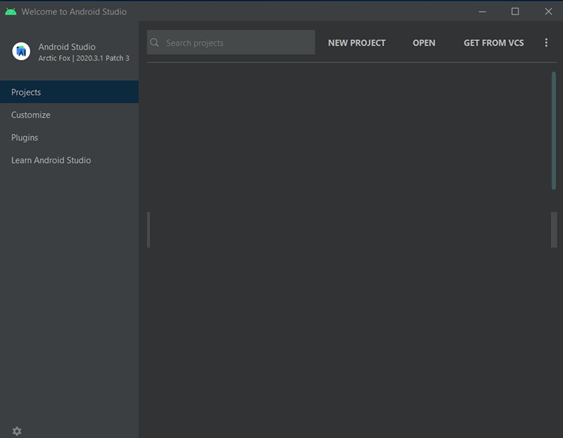 Welcome to Android Studio
Android Studio
Arctic Fox | 2020.3.1 Patch 3
Search projects
NEW PROJECT
OPEN
GET FROM VCS
Projects
Customize
Plugins
Learn Android Studio